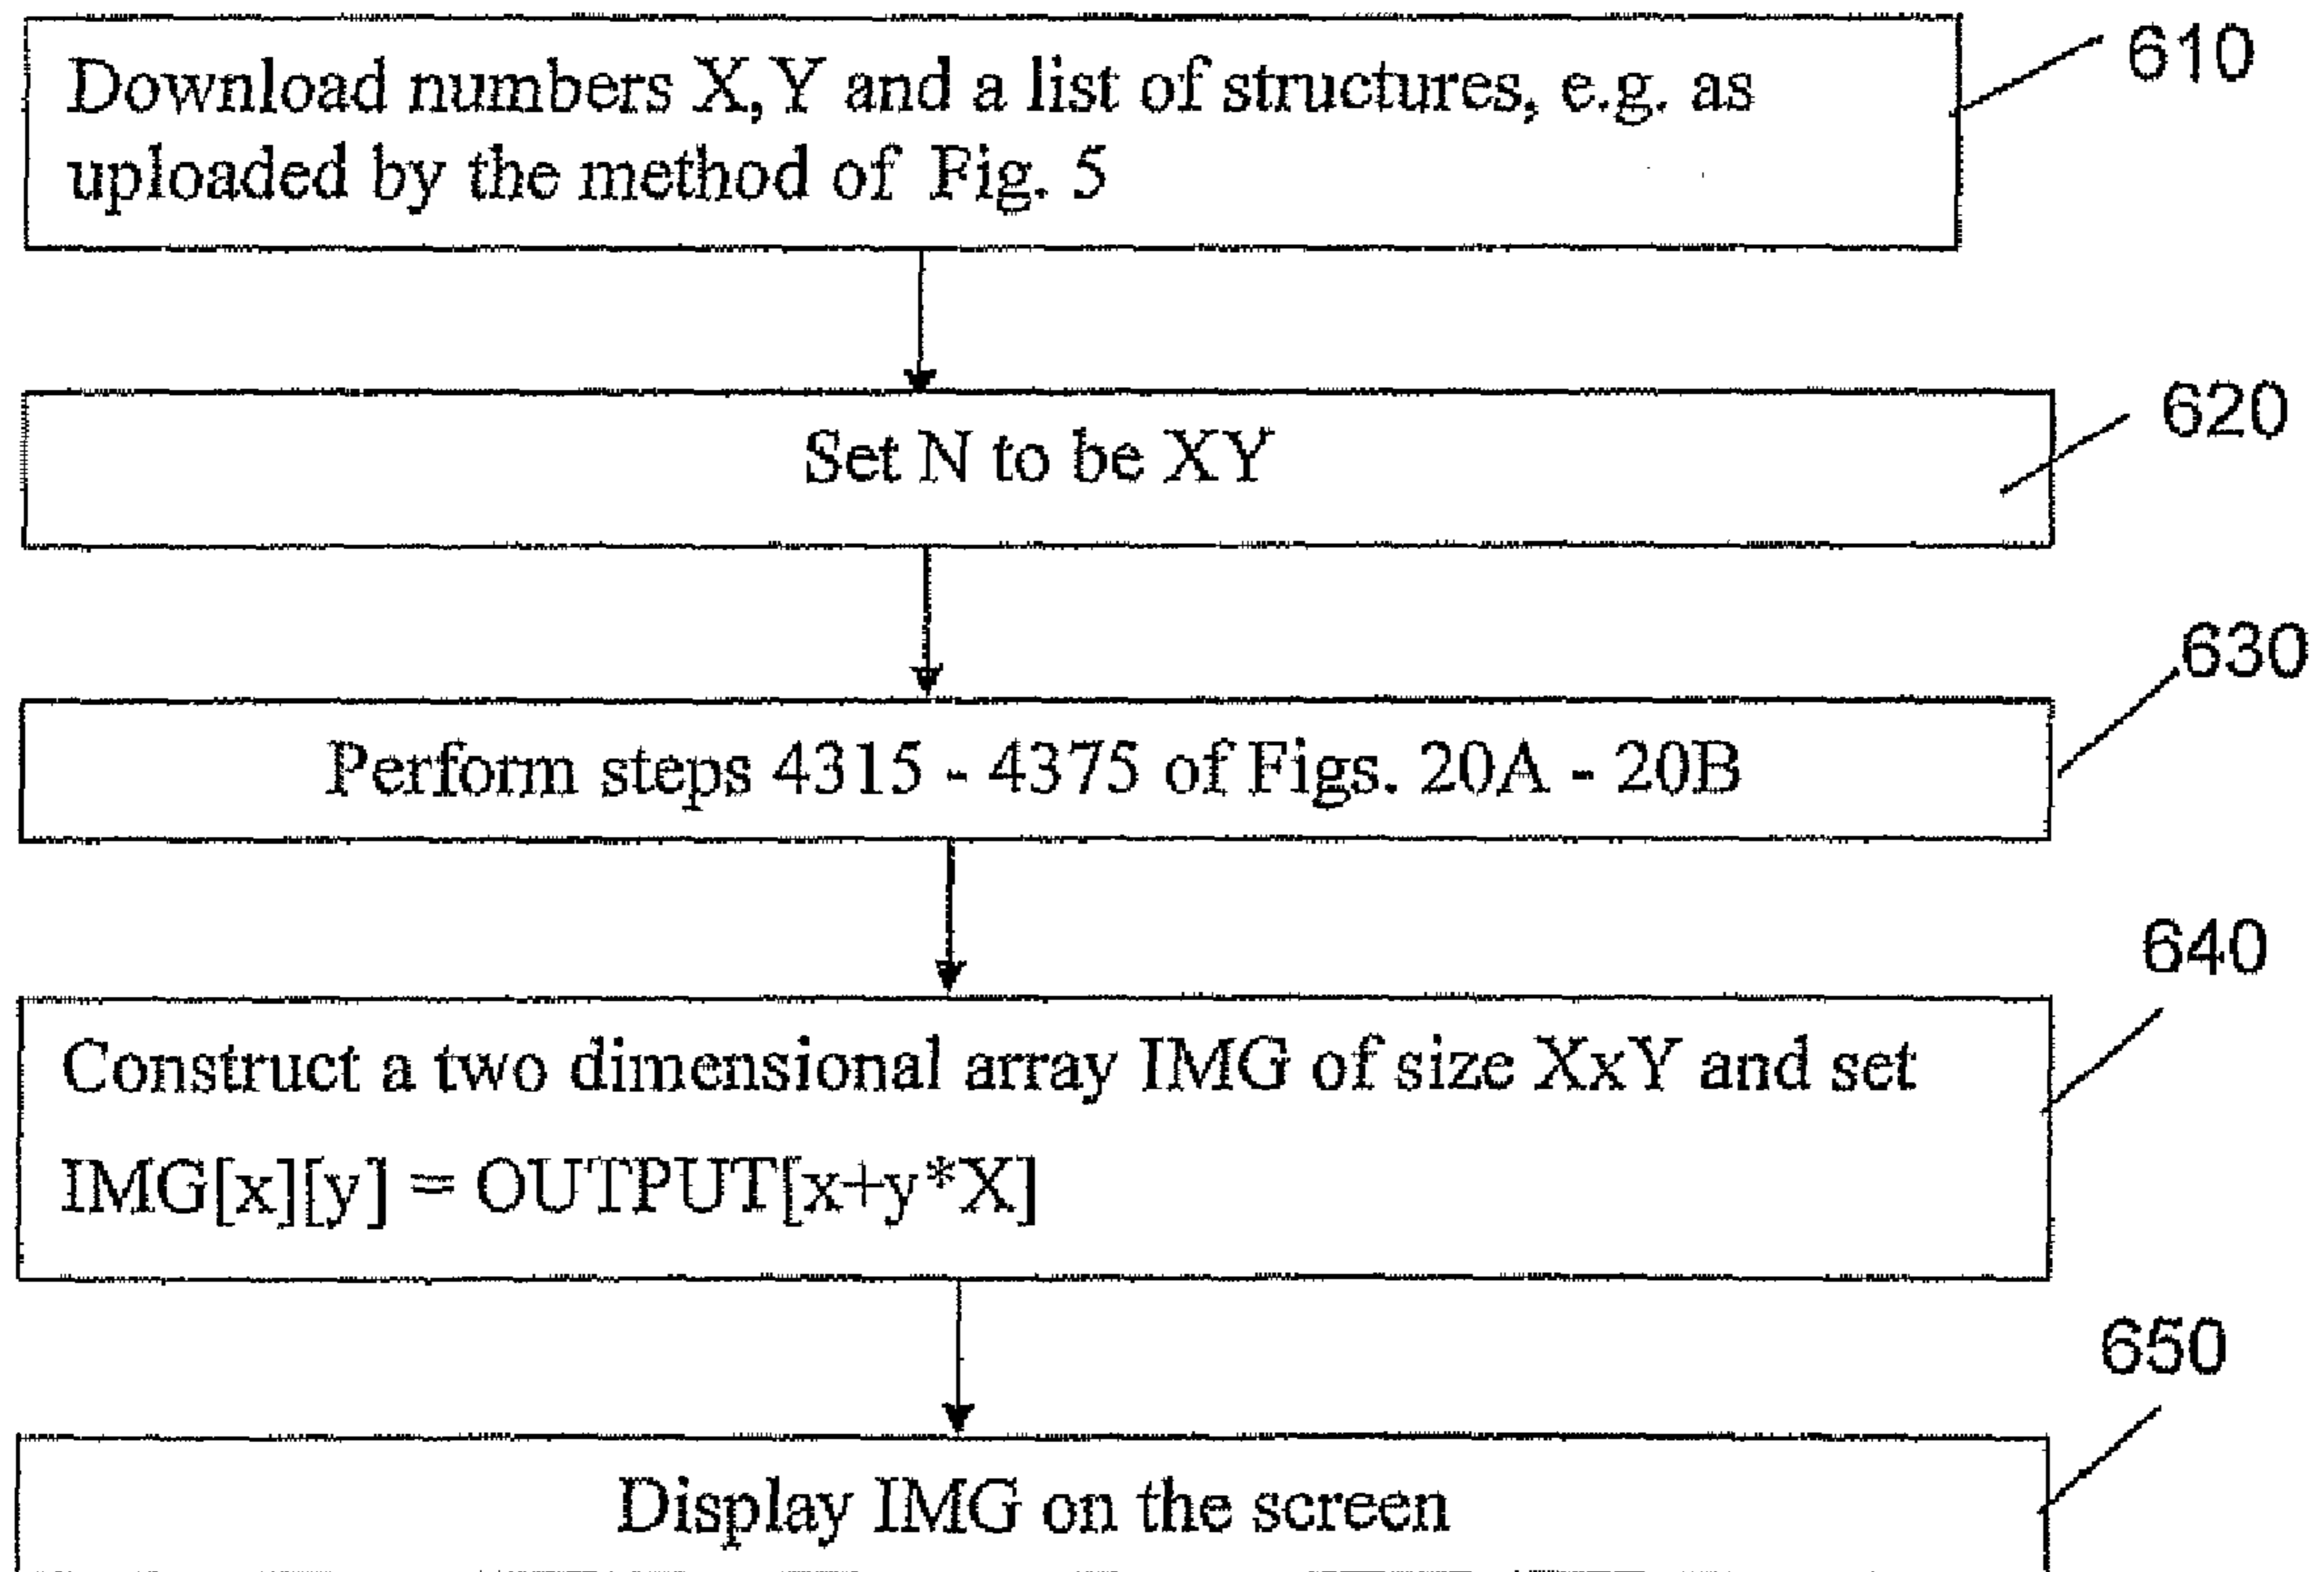 Download numbers X,Y and a list of structures, e.g. as
uploaded by the method of Fig. 5
610
Set N to be XY
620
Perform steps 4315 - 4375 of Figs. 20A - 20B
630
Construct a two dimensional array IMG of size XxY and set
IMG[x][y] = OUTPUT[x+y*X]
640
Display IMG on the screen
650